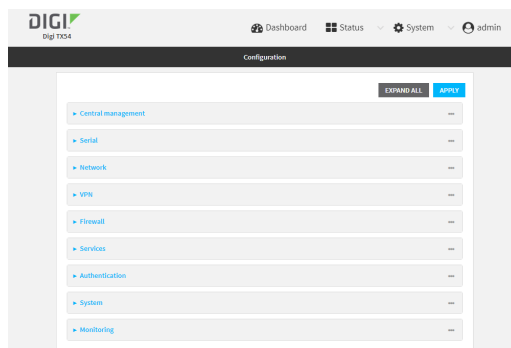 DIGI
Digi TX54
Dashboard Status System admin
Configuration
EXPAND ALL APPLY
Central management
Serial
Network
VPN
Firewall
Services
Authentication
System
Monitoring